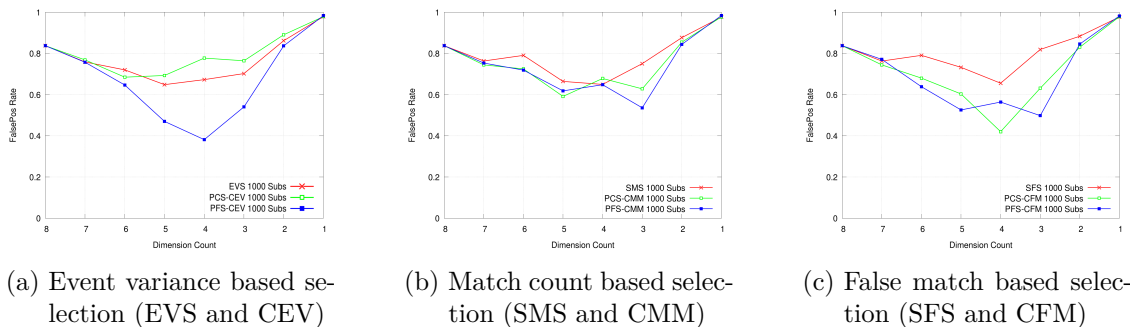 1
0.8
0.6
0.4
0.2
0
FalsePos Rate
EVS 1000 Subs
PCS-CEV 1000 Subs
PFS-CEV 1000 Subs
8 7 6 5 4 3 2 1
Dimension Count
(a) Event variance based se-
lection (EVS and CEV)
1
0.8
0.6
0.4
0.2
0
FalsePos Rate
SMS 1000 Subs
PCS-CMM 1000 Subs
PFS-CMM 1000 Subs
8 7 6 5 4 3 2 1
Dimension Count
(b) Match count based selec-
tion (SMS and CMM)
1
0.8
0.6
0.4
0.2
0
FalsePos Rate
SFS 1000 Subs
PCS-CFM 1000 Subs
PFS-CFM 1000 Subs
8 7 6 5 4 3 2 1
Dimension Count
(c) False match based selec-
tion (SFS and CFM)